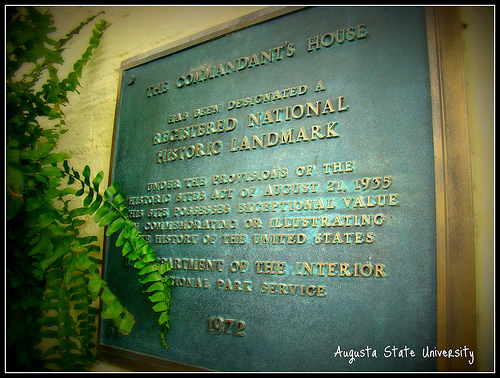 THE COMMANDANT'S HOUSE
HAS BEEN DESIGNATED A
REGISTERED NATIONAL
HISTORIC LANDMARK
UNDER THE PROVISIONS OF THE
HISTORIC SITES ACT OF AUGUST 21, 1935
THIS SITE POSSESSES EXCEPTIONAL VALUE
COMMEMORATING OR ILLUSTRATING
HISTORY OF THE UNITED STATES
OF THE INTERIOR
PARK SERVICE
1972
Augusta State University